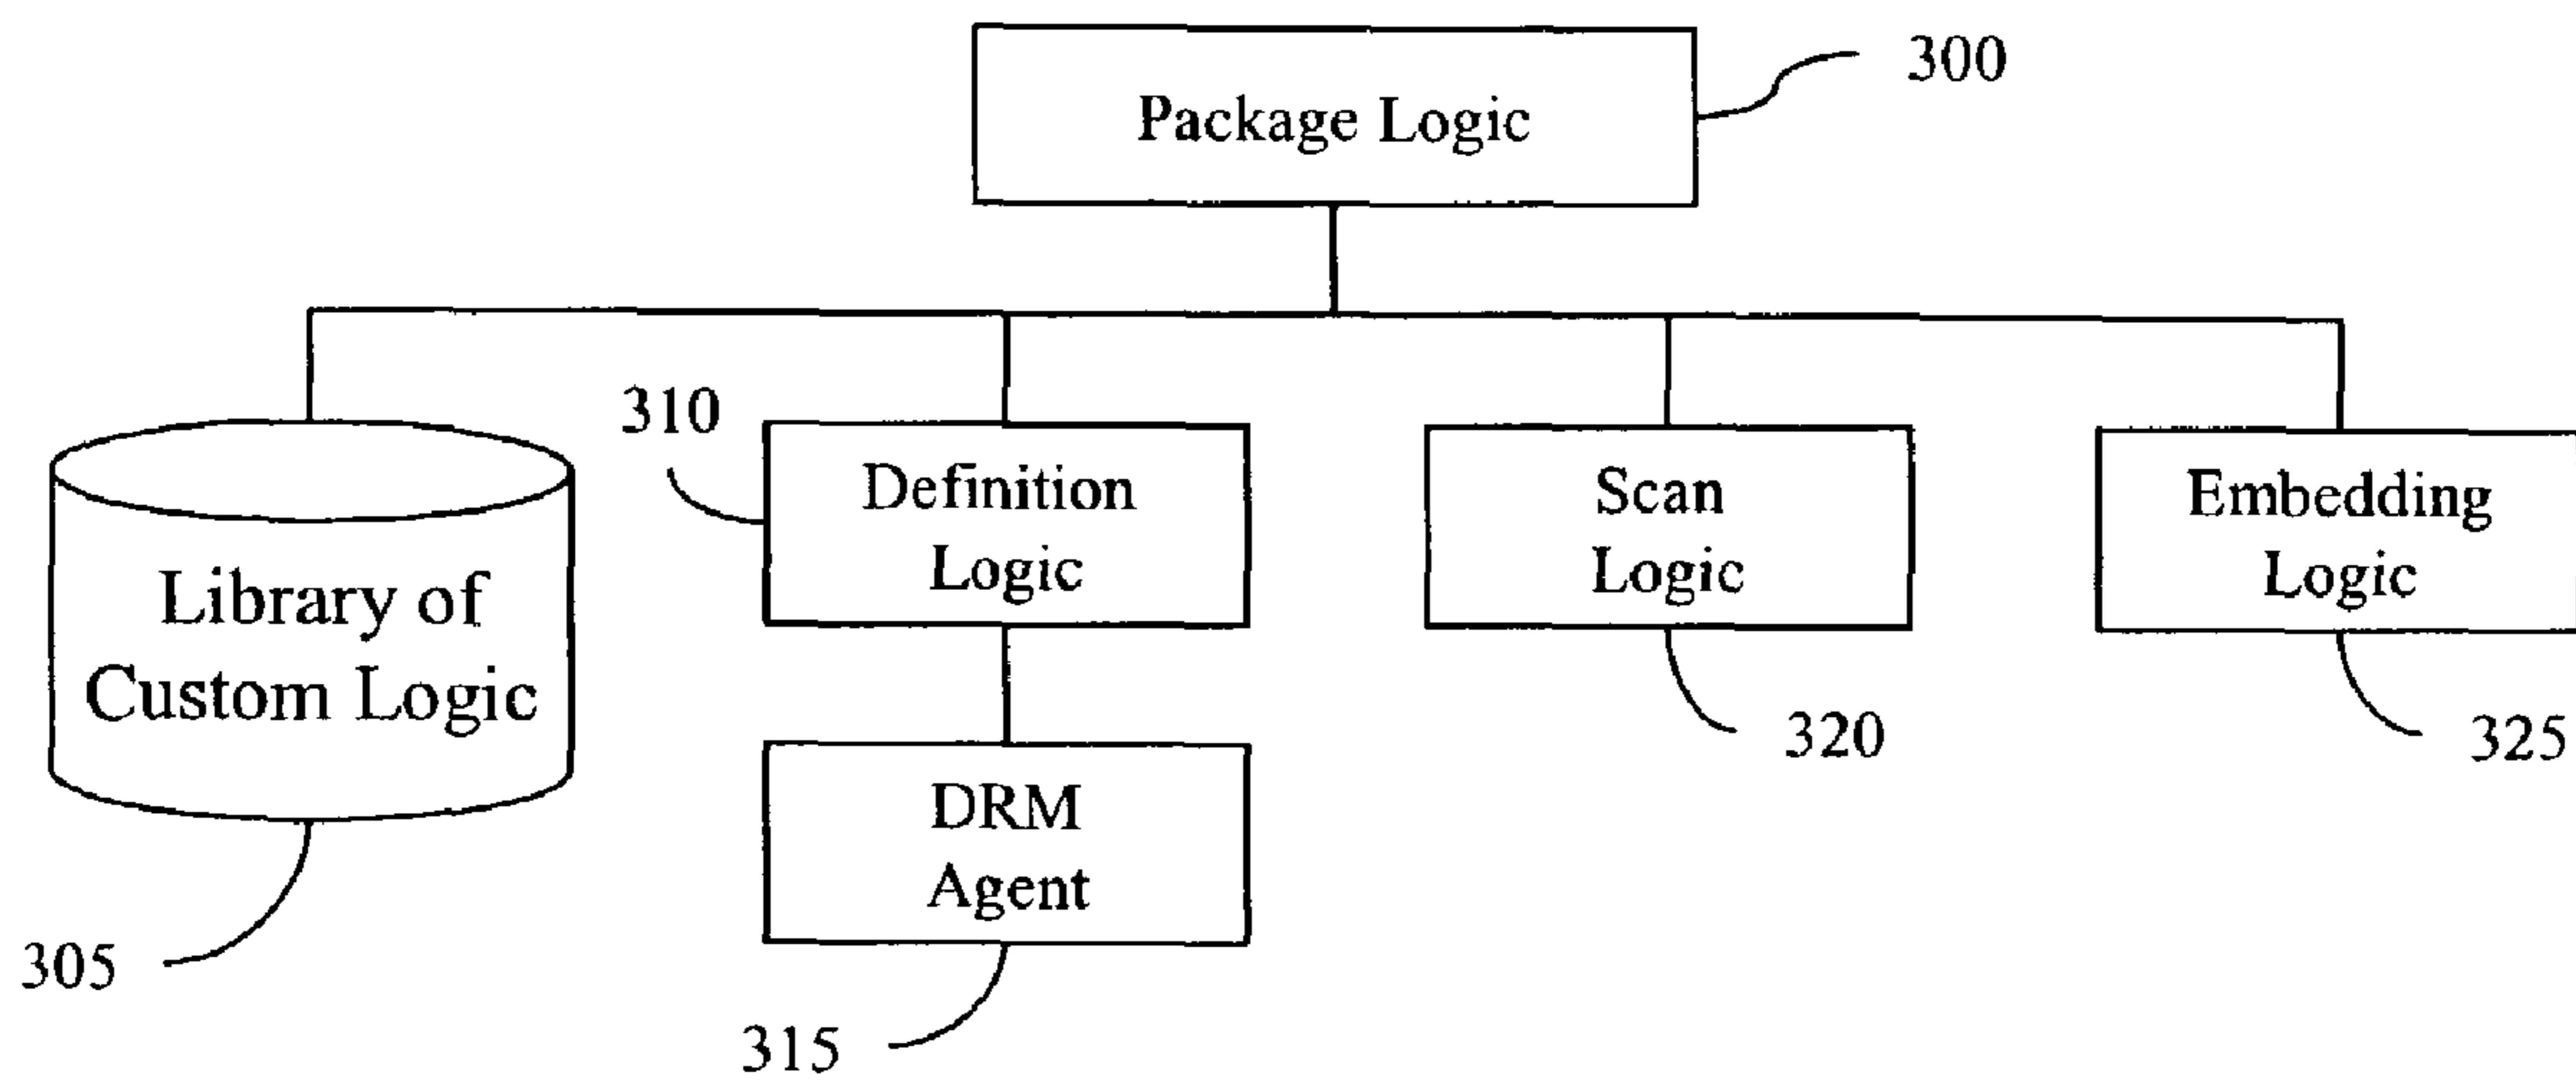 Package Logic
300
310
Library of
Custom Logic
Definition
Logic
Scan
Logic
Embedding
Logic
320
325
DRM
Agent
305
315